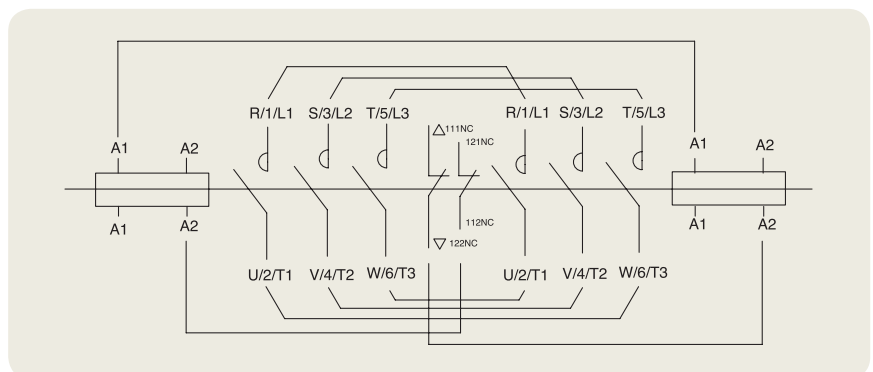 R/1/L1 S/3/L2 T/5/L3 R/1/L1 S/3/L2 T/5/L3
△111NC
121NC
A1 A2 A1 A2
A1 A2 A1 A2
112NC
▽122NC
U/2/T1 V/4/T2 W/6/T3 U/2/T1 V/4/T2 W/6/T3